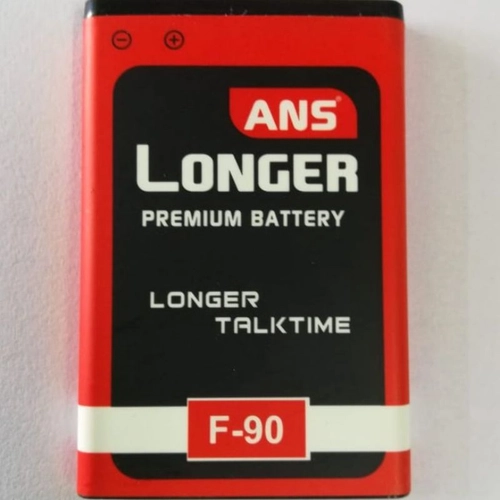 ⊖ ⊕
ANS®
LONGER
PREMIUM BATTERY
LONGER
TALKTIME
F-90